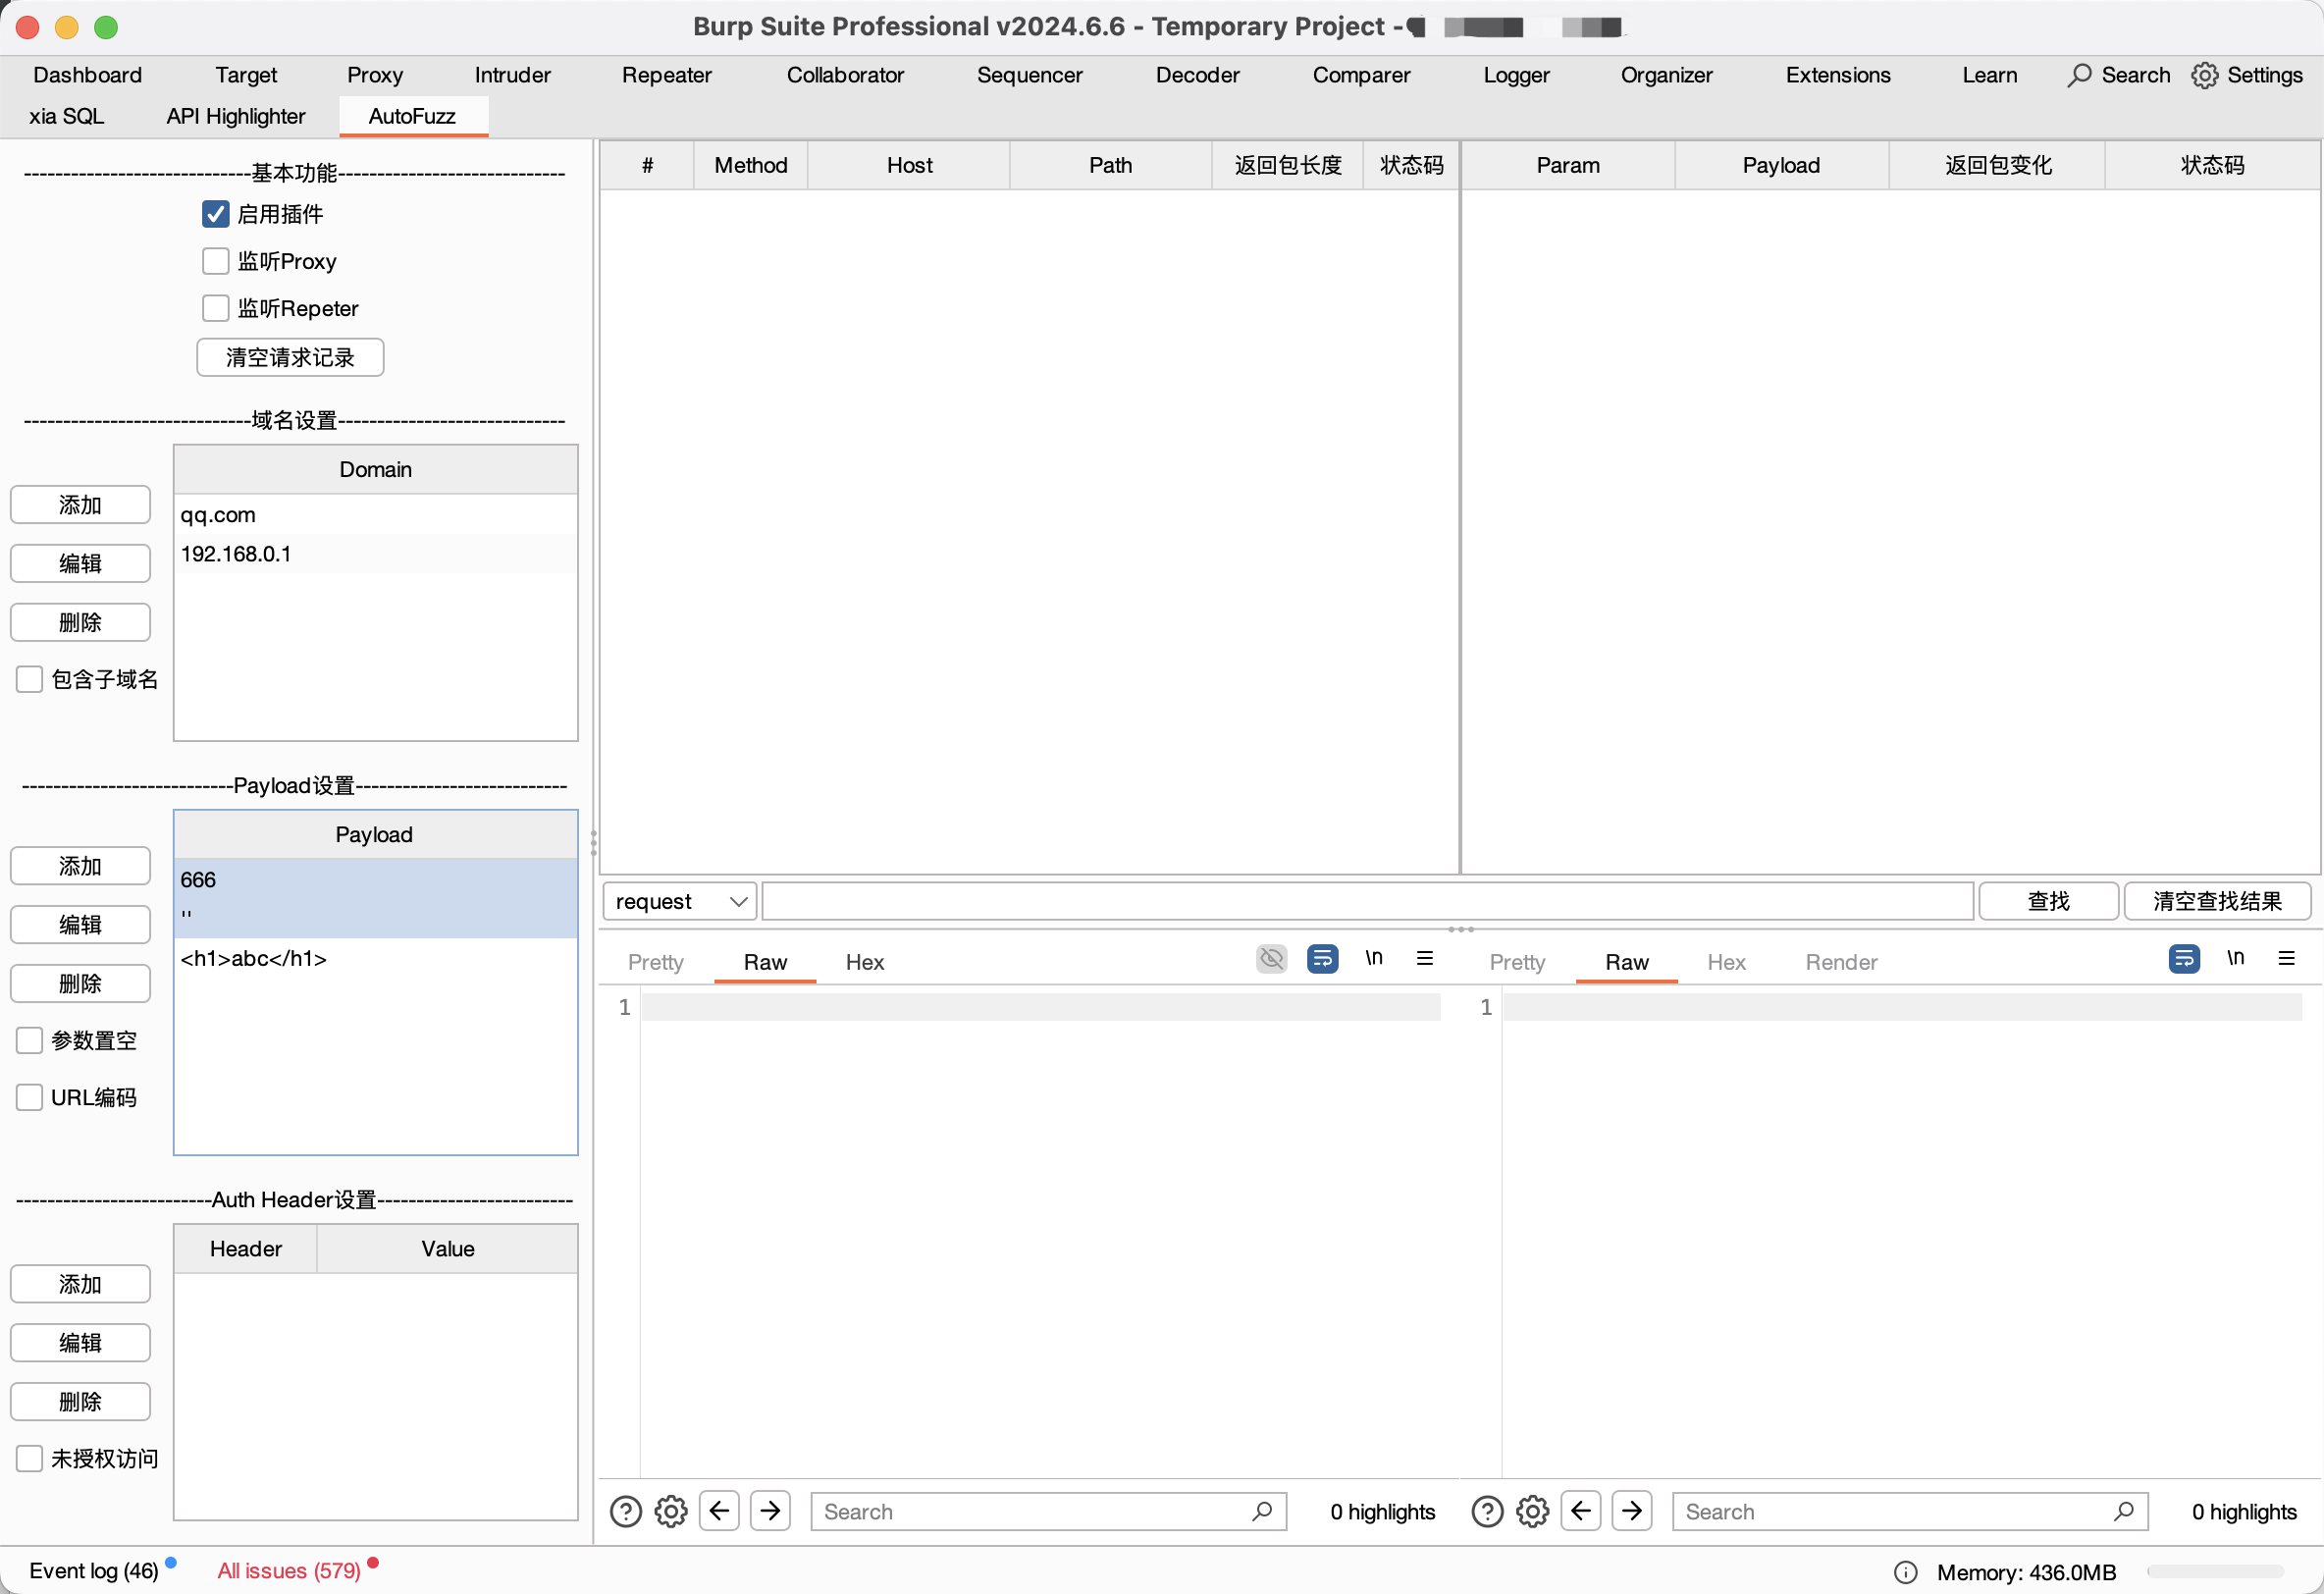 Burp Suite Professional v2024.6.6 - Temporary Project -
Dashboard Target Proxy Intruder Repeater Collaborator Sequencer Decoder Comparer Logger Organizer Extensions Learn Search Settings
xia SQL API Highlighter AutoFuzz
-----------------------------基本功能-----------------------------
启用插件
监听Proxy
监听Repeter
清空请求记录
-----------------------------域名设置-----------------------------
Domain
添加
qq.com
编辑
192.168.0.1
删除
包含子域名
---------------------------Payload设置---------------------------
Payload
添加
666
编辑
''
删除
<h1>abc</h1>
参数置空
URL编码
-------------------------Auth Header设置-------------------------
Header Value
添加
编辑
删除
未授权访问
# Method Host Path 返回包长度 状态码
Param Payload 返回包变化 状态码
request 查找 清空查找结果
Pretty Raw Hex \n
1
Search 0 highlights
Pretty Raw Hex Render \n
1
Search 0 highlights
Event log (46) All issues (579) Memory: 436.0MB